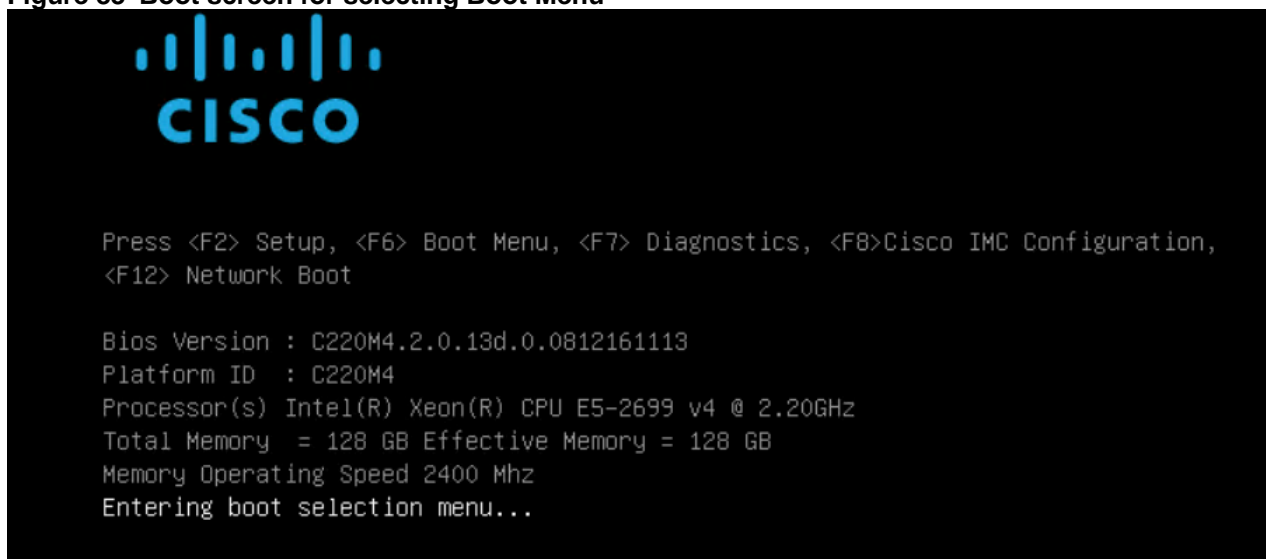 Boot screen for selecting Boot Menu
CISCO
Press <F2> Setup, <F6> Boot Menu, <F7> Diagnostics, <F8>Cisco IMC Configuration,
<F12> Network Boot
Bios Version : C220M4.2.0.13d.0.0812161113
Platform ID : C220M4
Processor(s) Intel(R) Xeon(R) CPU E5-2699 v4 @ 2.20GHz
Total Memory = 128 GB Effective Memory = 128 GB
Memory Operating Speed 2400 Mhz
Entering boot selection menu...